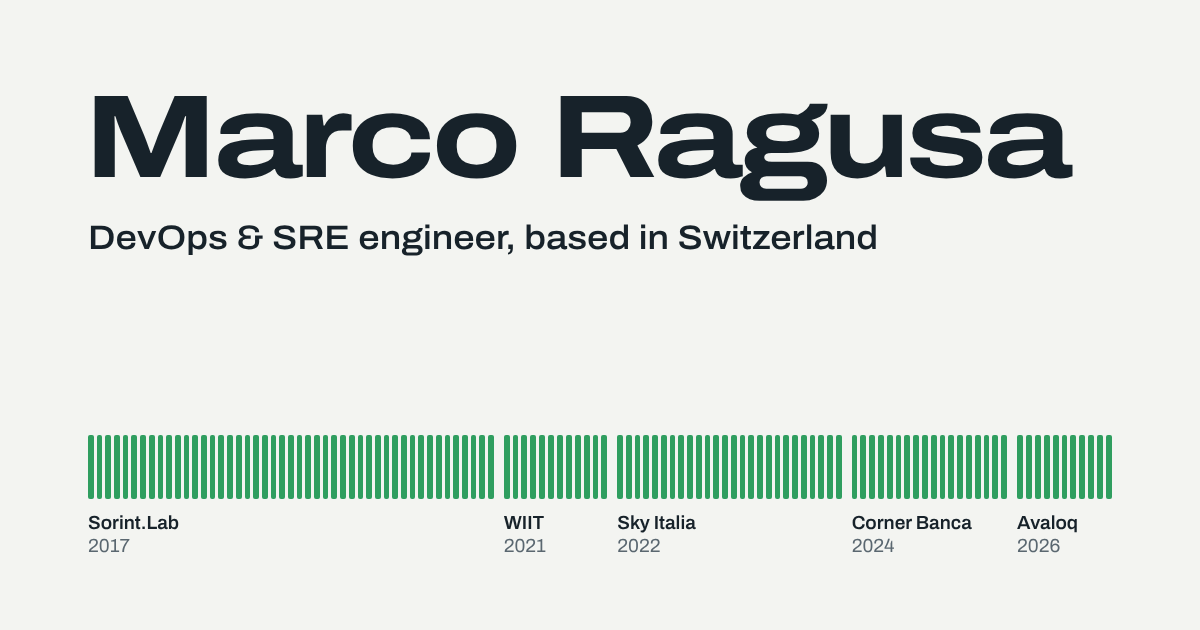 Marco Ragusa
DevOps & SRE engineer, based in Switzerland
Sorint.Lab
2017
WIIT
2021
Sky Italia
2022
Corner Banca
2024
Avaloq
2026